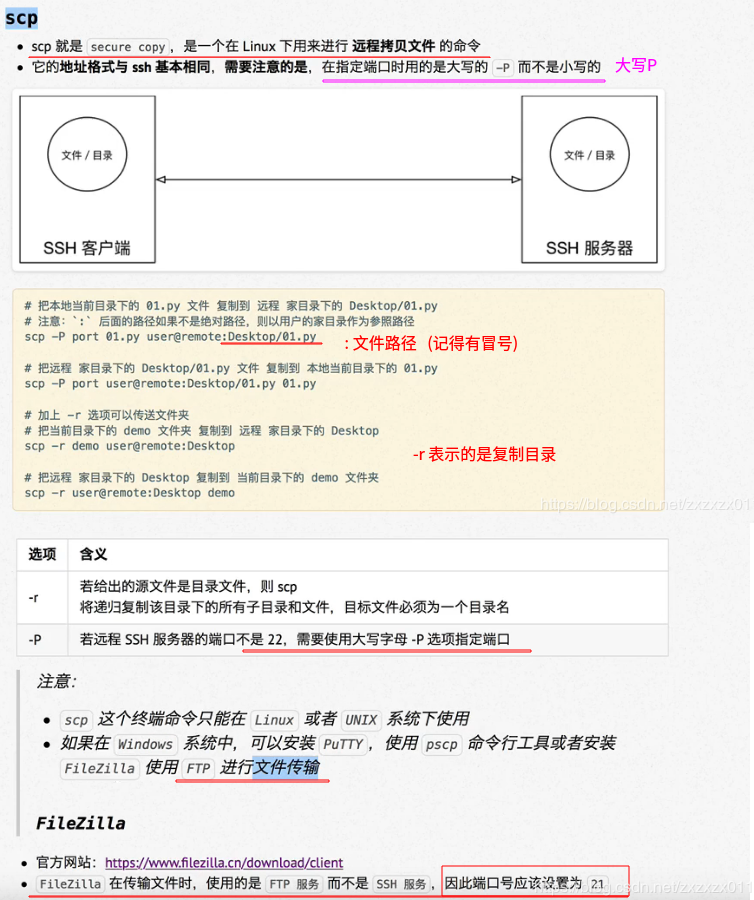 scp
scp 就是 secure copy，是一个在 Linux 下用来进行 远程拷贝文件 的命令
它的地址格式与 ssh 基本相同，需要注意的是，在指定端口时用的是大写的 -P 而不是小写的 大写P
文件 / 目录
文件 / 目录
SSH 客户端
SSH 服务器
# 把本地当前目录下的 01.py 文件 复制到 远程 家目录下的 Desktop/01.py
# 注意：`:` 后面的路径如果不是绝对路径，则以用户的家目录作为参照路径
scp -P port 01.py user@remote:Desktop/01.py
: 文件路径（记得有冒号)
# 把远程 家目录下的 Desktop/01.py 文件 复制到 本地当前目录下的 01.py
scp -P port user@remote:Desktop/01.py 01.py
# 加上 -r 选项可以传送文件夹
# 把当前目录下的 demo 文件夹 复制到 远程 家目录下的 Desktop
scp -r demo user@remote:Desktop
-r 表示的是复制目录
# 把远程 家目录下的 Desktop 复制到 当前目录下的 demo 文件夹
scp -r user@remote:Desktop demo
https://blog.csdn.net/zxzxzx01
选项 含义
-r 若给出的源文件是目录文件，则 scp
将递归复制该目录下的所有子目录和文件，目标文件必须为一个目录名
-P 若远程 SSH 服务器的端口不是 22，需要使用大写字母 -P 选项指定端口
注意：
scp 这个终端命令只能在 Linux 或者 UNIX 系统下使用
如果在 Windows 系统中，可以安装 PuTTY，使用 pscp 命令行工具或者安装
FileZilla 使用 FTP 进行文件传输
FileZilla
官方网站：https://www.filezilla.cn/download/client
FileZilla 在传输文件时，使用的是 FTP 服务 而不是 SSH 服务，因此端口号应该设置为 21